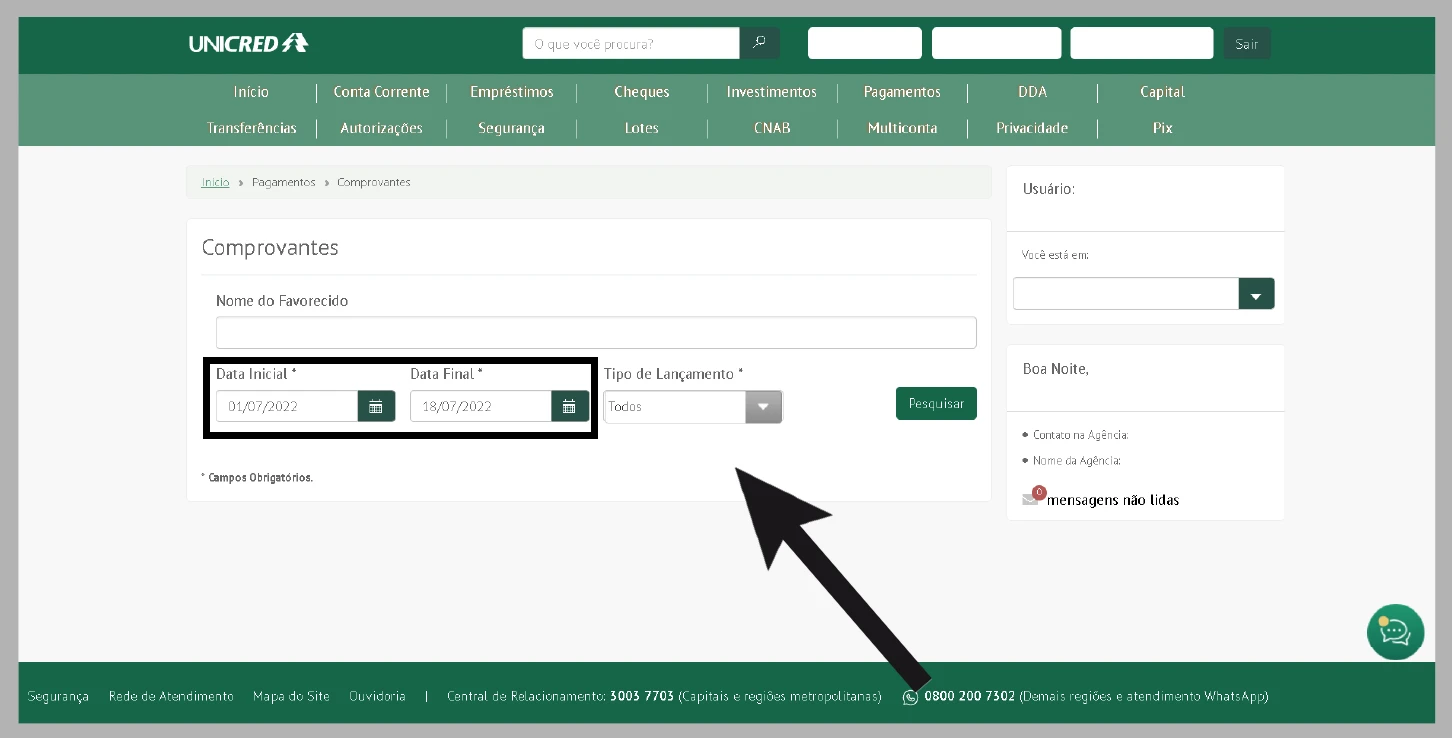 UNICRED
O que você procura?
Sair
Início Conta Corrente Empréstimos Cheques Investimentos Pagamentos DDA Capital
Transferências Autorizações Segurança Lotes CNAB Multiconta Privacidade Pix
Início › Pagamentos › Comprovantes
Comprovantes
Nome do Favorecido
Data Inicial * Data Final * Tipo de Lançamento *
01/07/2022 18/07/2022 Todos Pesquisar
* Campos Obrigatórios.
Usuário:
Você está em:
Boa Noite,
• Contato na Agência:
• Nome da Agência:
0 mensagens não lidas
Segurança Rede de Atendimento Mapa do Site Ouvidoria | Central de Relacionamento: 3003 7703 (Capitais e regiões metropolitanas) 0800 200 7302 (Demais regiões e atendimento WhatsApp)